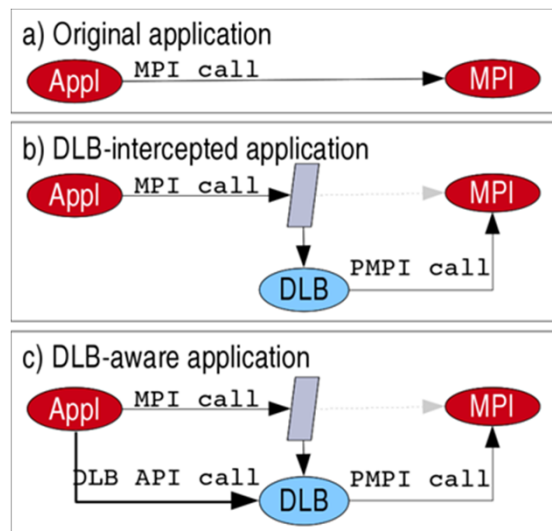 a) Original application
Appl MPI call MPI
b) DLB-intercepted application
Appl MPI call MPI
DLB PMPI call
c) DLB-aware application
Appl MPI call MPI
DLB API call DLB PMPI call